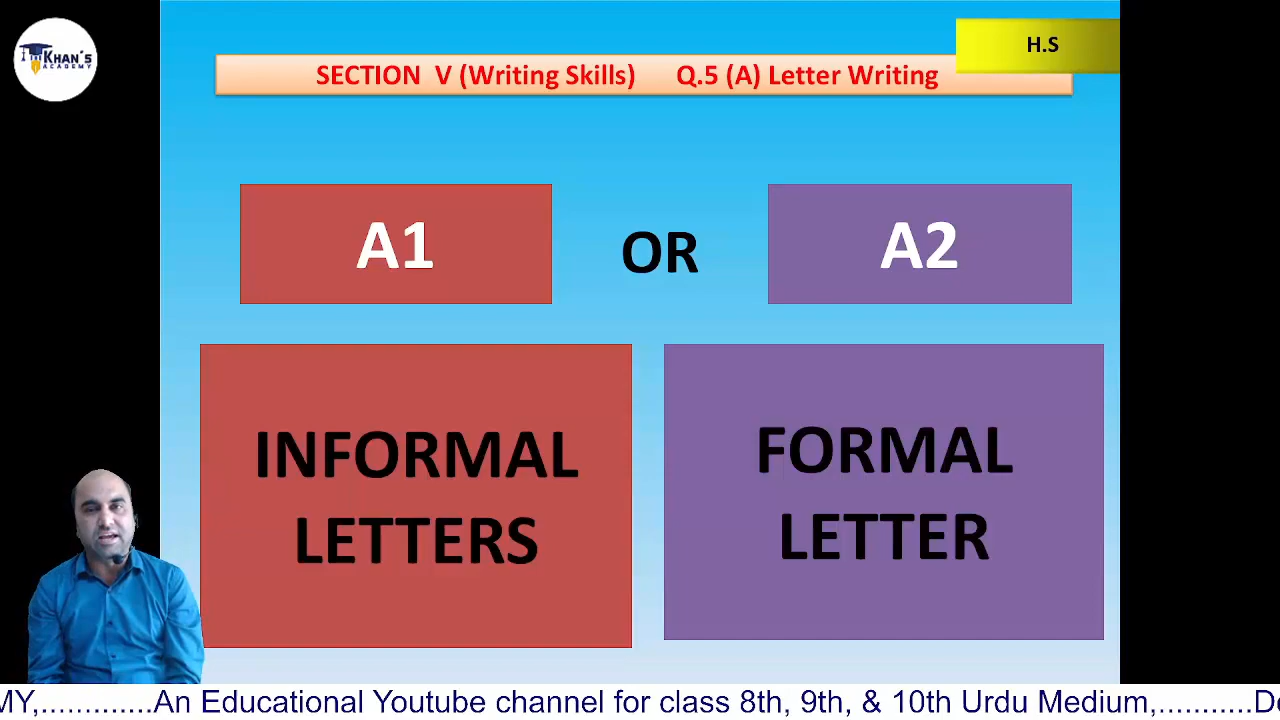 KHAN'S
ACADEMY
H.S
SECTION V (Writing Skills) Q.5 (A) Letter Writing
A1 OR A2
INFORMAL
LETTERS
FORMAL
LETTER
MY,.............An Educational Youtube channel for class 8th, 9th, & 10th Urdu Medium,...........De